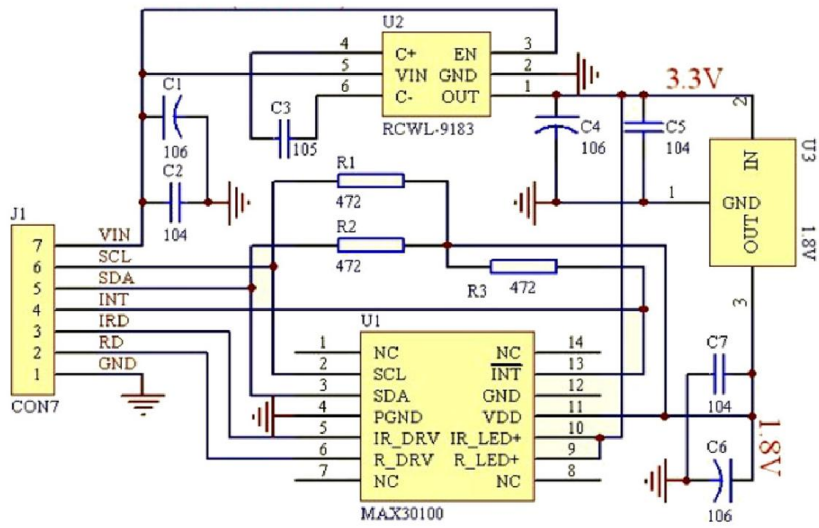 U2
4 C+ EN 3
5 VIN GND 2
6 C- OUT 1
RCWL-9183
3.3V
C1
106
C2
104
C3
105
C4
106
C5
104
2
U3
IN
1 GND
OUT
1.8V
3
R1
472
R2
472
R3 472
J1
7 VIN
6 SCL
5 SDA
4 INT
3 IRD
2 RD
1 GND
CON7
U1
1 NC NC 14
2 SCL INT 13
3 SDA GND 12
4 PGND VDD 11
5 IR_DRV IR_LED+ 10
6 R_DRV R_LED+ 9
7 NC NC 8
MAX30100
C7
104
1.8V
C6
106